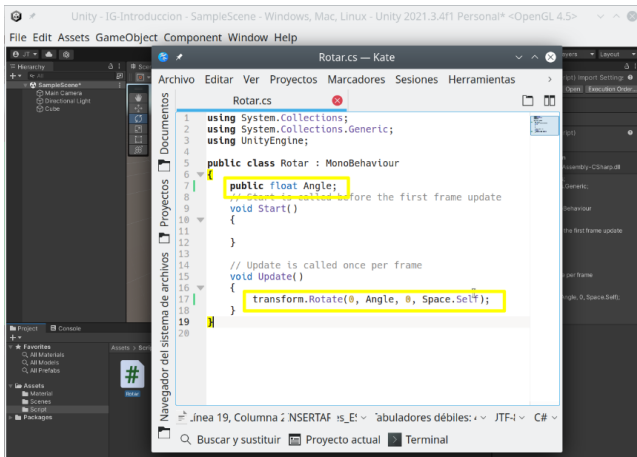 Unity - IG-Introduccion - SampleScene - Windows, Mac, Linux - Unity 2021.3.4f1 Personal* <OpenGL 4.5>
File Edit Assets GameObject Component Window Help
Layout
Hierarchy
All
SampleScene*
Main Camera
Directional Light
Cube
Rotar.cs — Kate
Archivo Editar Ver Proyectos Marcadores Sesiones Herramientas
Rotar.cs
Documentos
Proyectos
Navegador del sistema de archivos
1 using System.Collections;
2 using System.Collections.Generic;
3 using UnityEngine;
4
5 public class Rotar : MonoBehaviour
6 {
7 public float Angle;
8 // Start is called before the first frame update
9 void Start()
10 {
11
12 }
13
14 // Update is called once per frame
15 void Update()
16 {
17 transform.Rotate(0, Angle, 0, Space.Self);
18 }
19 }
20
Línea 19, Columna 2
C#
Buscar y sustituir Proyecto actual Terminal
Import Settings
Open Execution Order...
Assembly-CSharp.dll
.Generic;
Behaviour
the first frame update
per frame
Angle, 0, Space.Self);
Project Console
Favorites
All Materials
All Models
All Prefabs
Assets
Material
Scenes
Script
Packages
Assets >
#
Rotar